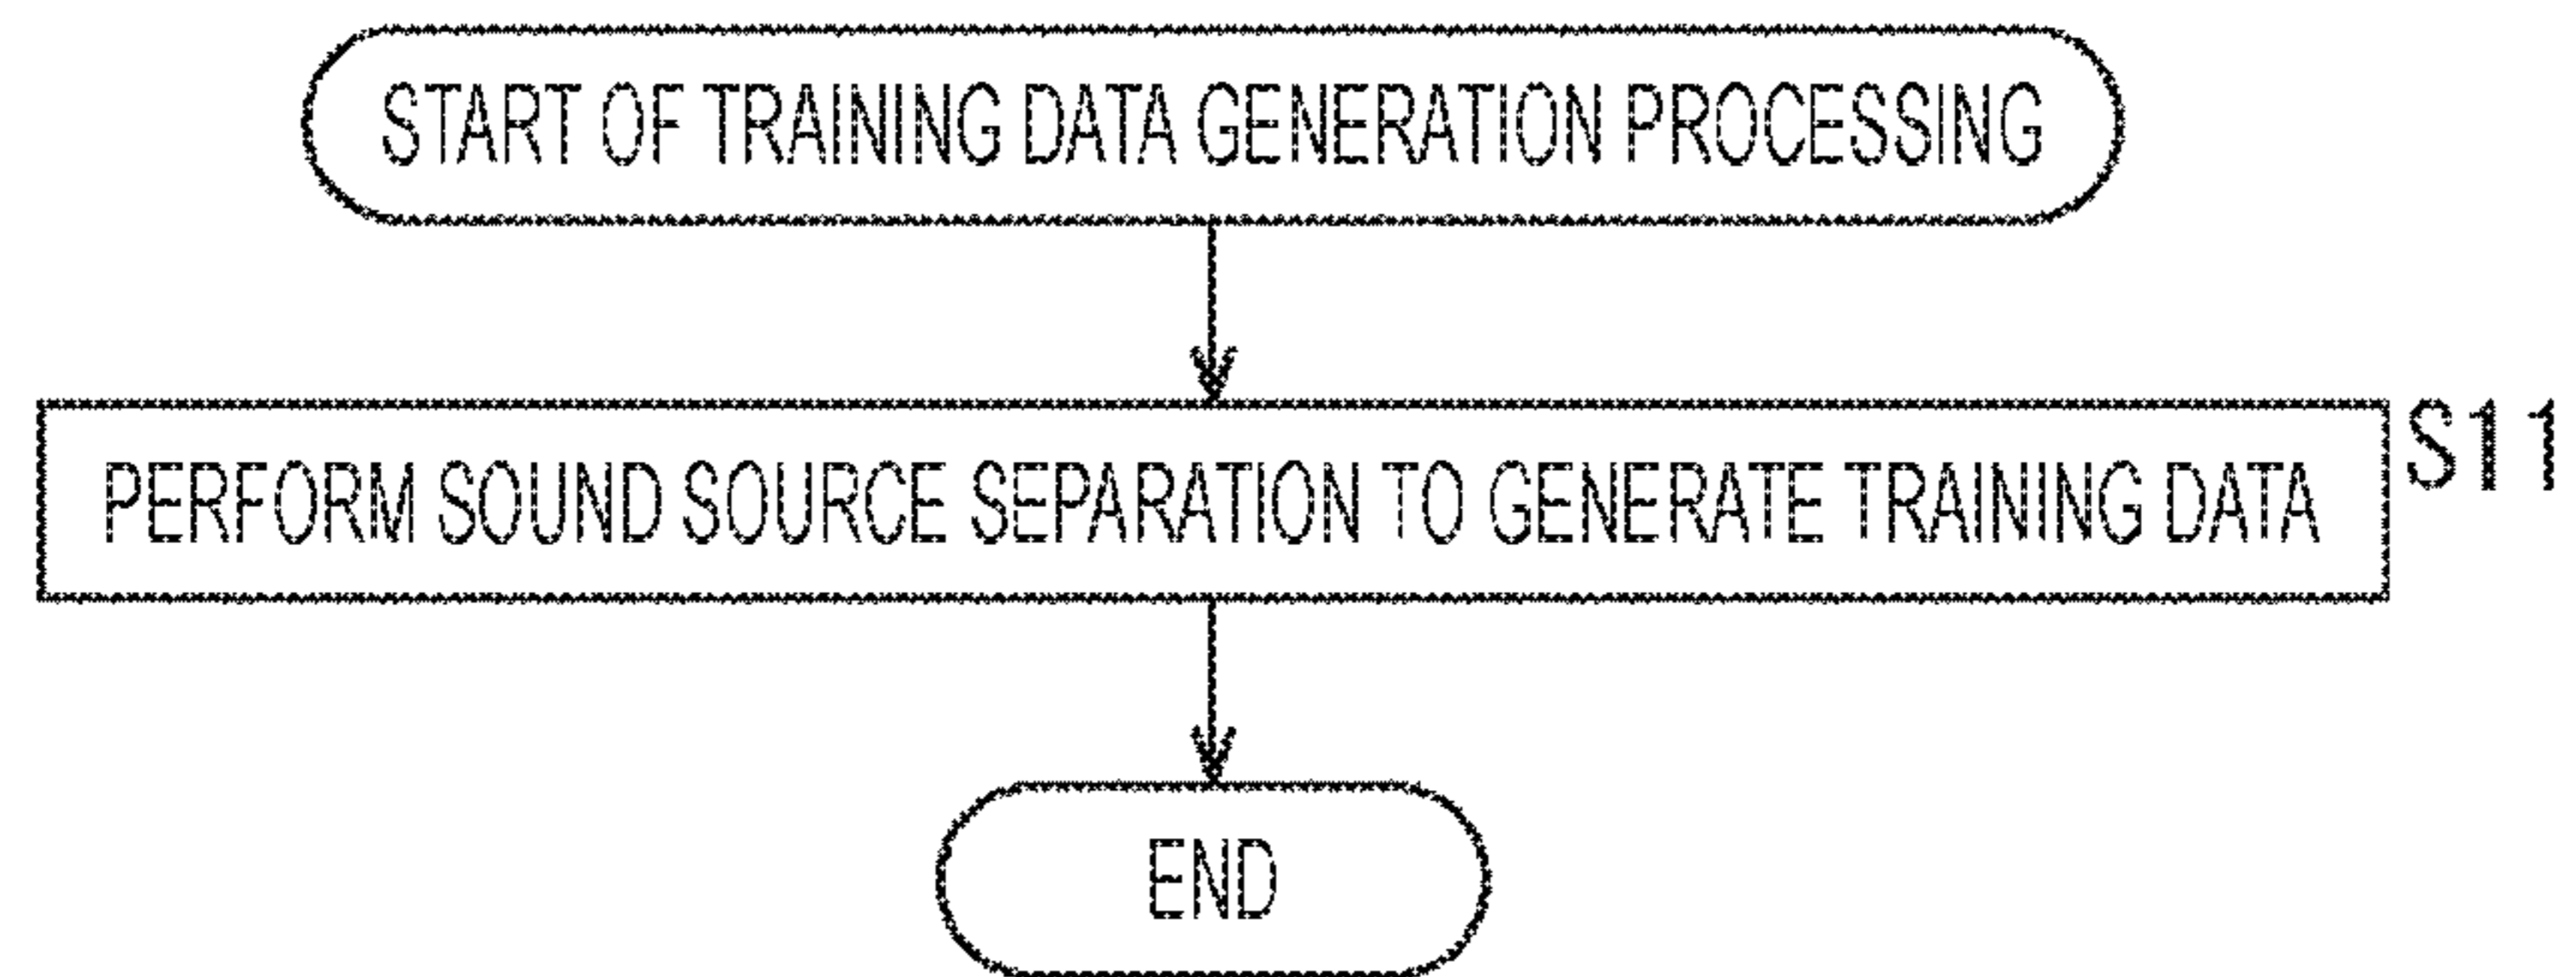 START OF TRAINING DATA GENERATION PROCESSING
PERFORM SOUND SOURCE SEPARATION TO GENERATE TRAINING DATA
S11
END